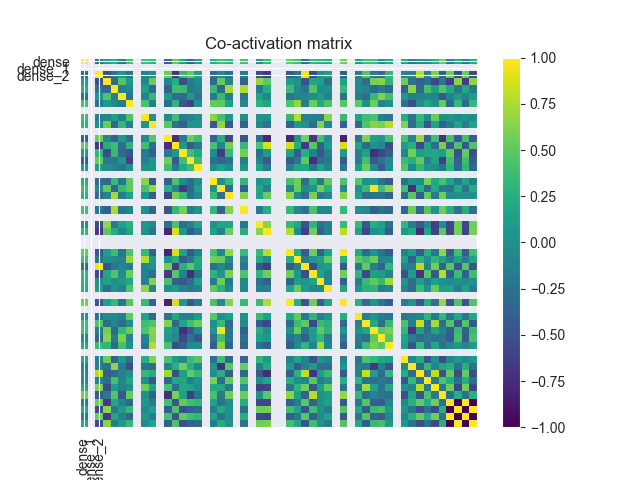 Co-activation matrix
dense
dense_1
dense_2
1.00
0.75
0.50
0.25
0.00
−0.25
−0.50
−0.75
−1.00
dense
dense_1
dense_2